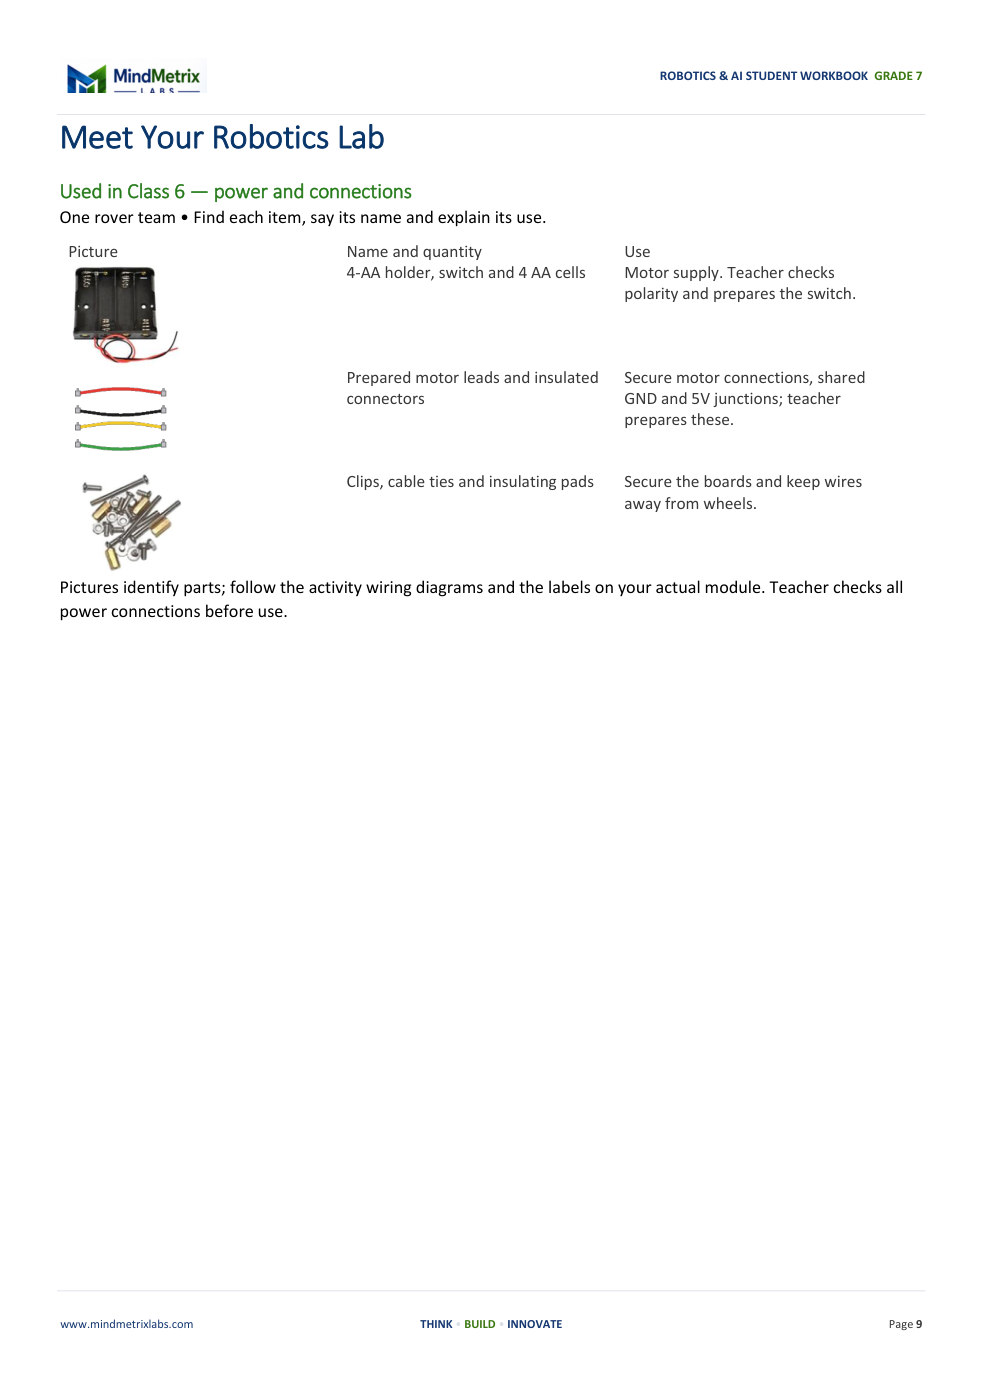 MindMetrix
LABS
ROBOTICS & AI STUDENT WORKBOOK GRADE 7
Meet Your Robotics Lab
Used in Class 6 — power and connections
One rover team • Find each item, say its name and explain its use.
Picture
Name and quantity
Use
4-AA holder, switch and 4 AA cells
Motor supply. Teacher checks
polarity and prepares the switch.
Prepared motor leads and insulated
connectors
Secure motor connections, shared
GND and 5V junctions; teacher
prepares these.
Clips, cable ties and insulating pads
Secure the boards and keep wires
away from wheels.
Pictures identify parts; follow the activity wiring diagrams and the labels on your actual module. Teacher checks all
power connections before use.
www.mindmetrixlabs.com
THINK • BUILD • INNOVATE
Page 9